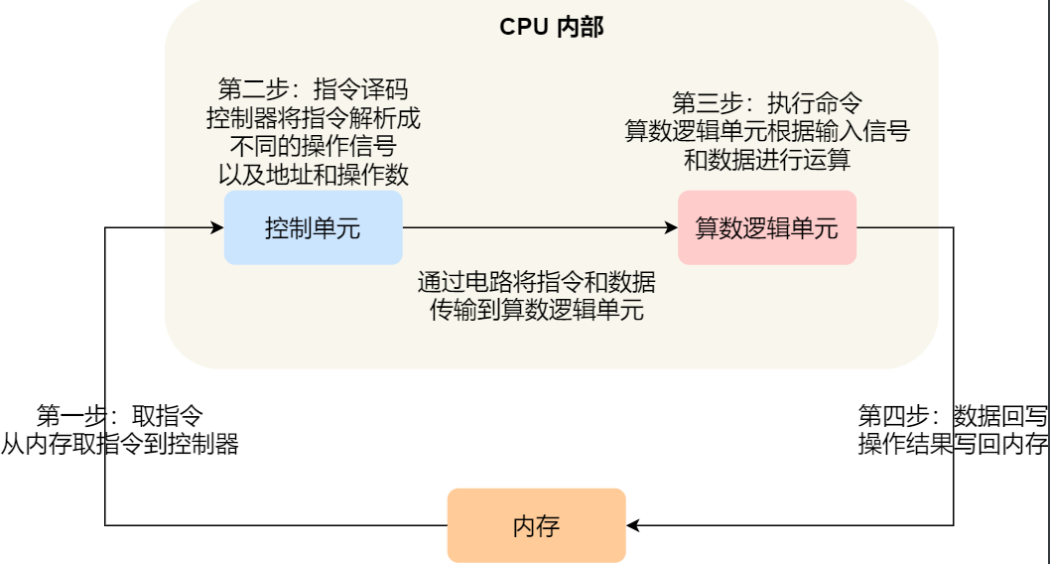 CPU 内部
第二步：指令译码
控制器将指令解析成
不同的操作信号
以及地址和操作数
第三步：执行命令
算数逻辑单元根据输入信号
和数据进行运算
控制单元
算数逻辑单元
通过电路将指令和数据
传输到算数逻辑单元
第一步：取指令
从内存取指令到控制器
第四步：数据回写
操作结果写回内存
内存